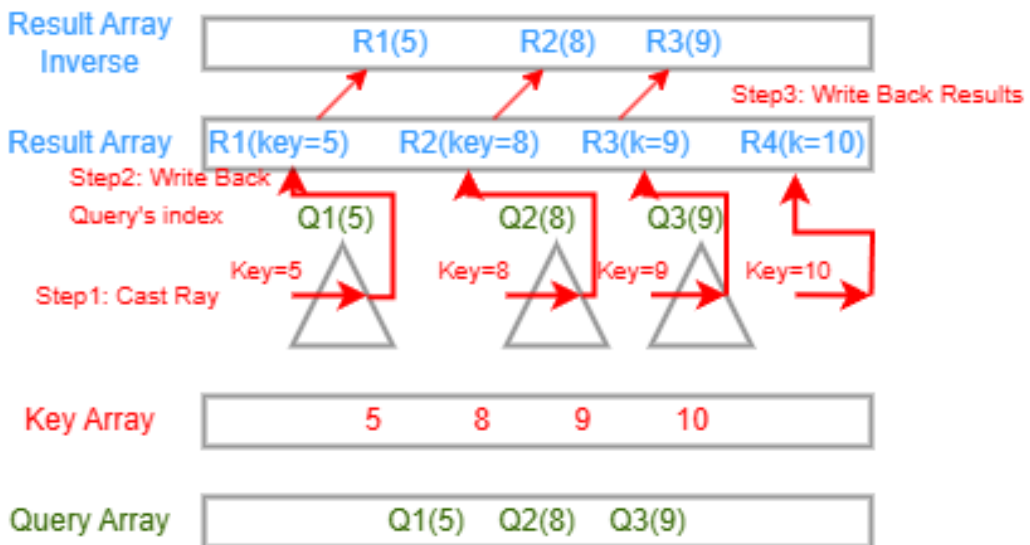 Result Array
Inverse
R1(5) R2(8) R3(9)
Step3: Write Back Results
Result Array
R1(key=5) R2(key=8) R3(k=9) R4(k=10)
Step2: Write Back
Query's index
Q1(5) Q2(8) Q3(9)
Key=5 Key=8 Key=9 Key=10
Step1: Cast Ray
Key Array
5 8 9 10
Query Array
Q1(5) Q2(8) Q3(9)